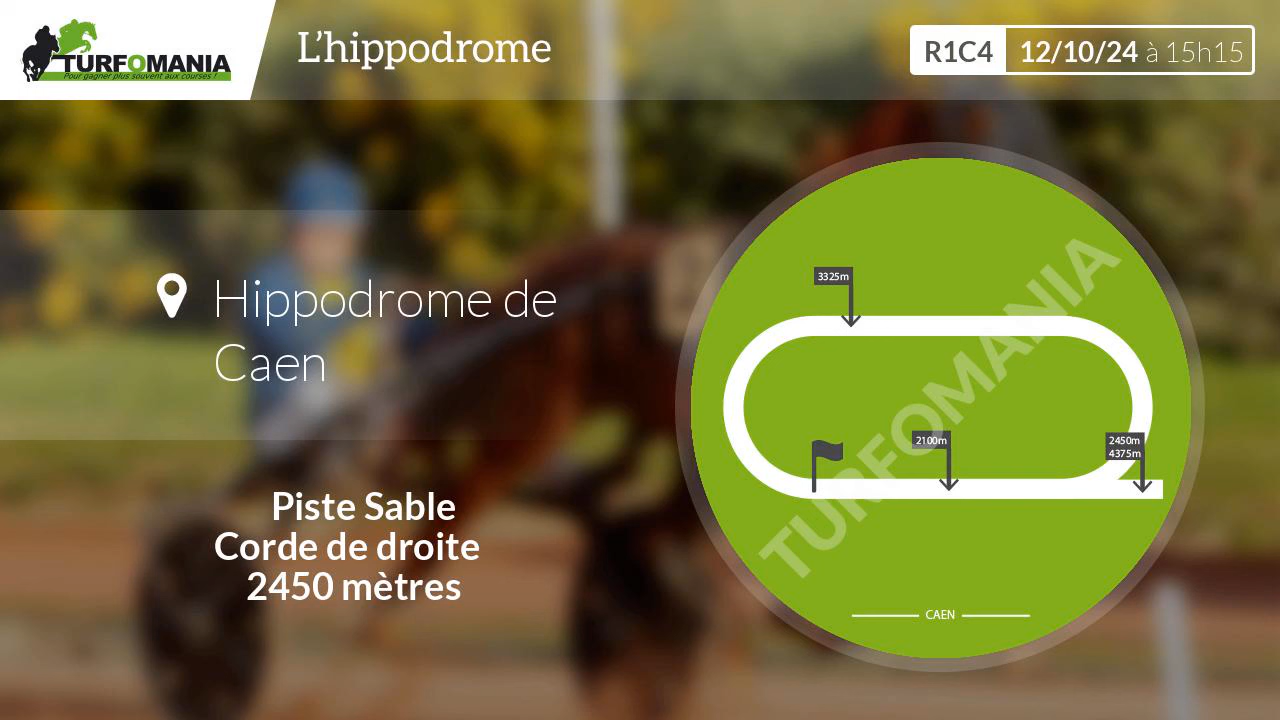 TURFOMANIA
Pour gagner plus souvent aux courses !
L'hippodrome
R1C4 12/10/24 à 15h15
Hippodrome de
Caen
Piste Sable
Corde de droite
2450 mètres
3325m
2100m
2450m
4375m
TURFOMANIA
CAEN